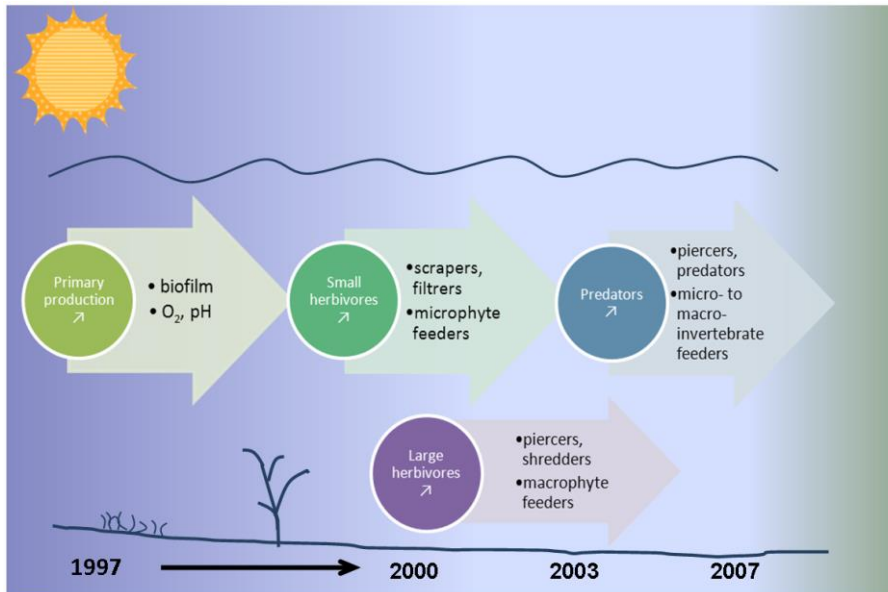 Primary
production
↗
• biofilm
• O₂, pH
Small
herbivores
↗
•scrapers,
filtrers
•microphyte
feeders
Predators
↗
•piercers,
predators
•micro- to
macro-
invertebrate
feeders
Large
herbivores
↗
•piercers,
shredders
•macrophyte
feeders
1997
2000
2003
2007